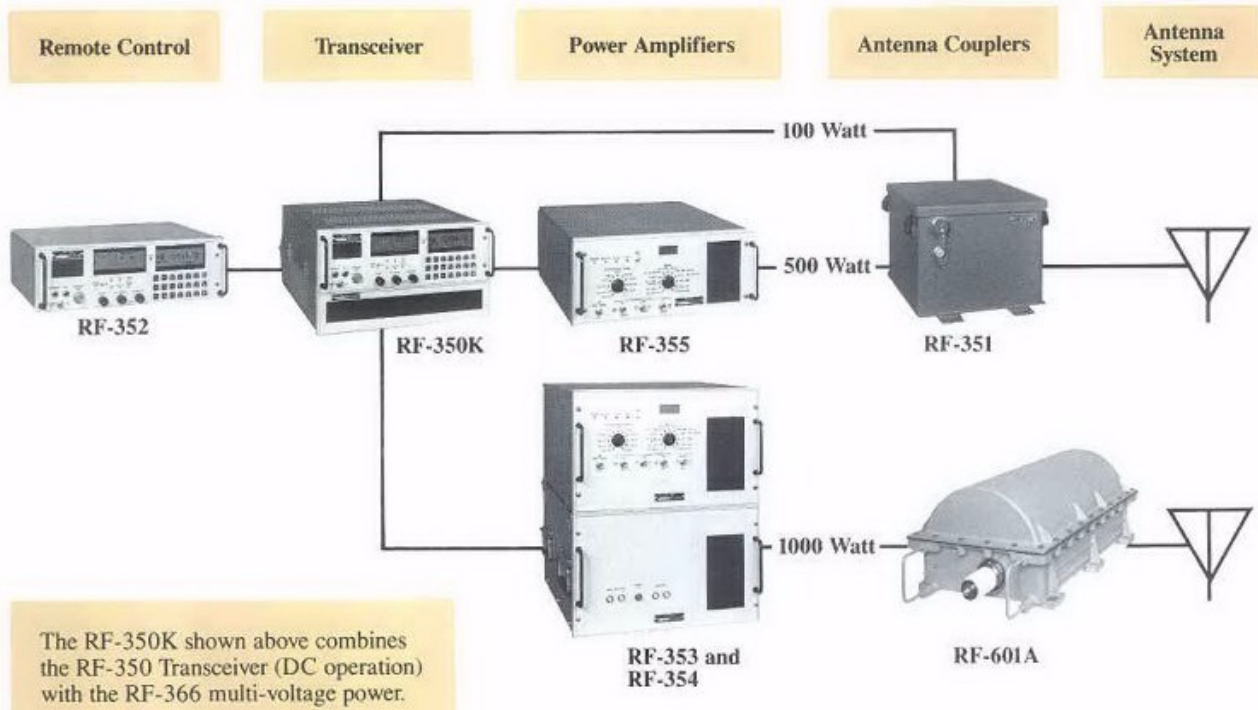 Remote Control
Transceiver
Power Amplifiers
Antenna Couplers
Antenna
System
100 Watt
500 Watt
RF-352
RF-350K
RF-355
RF-351
1000 Watt
RF-353 and
RF-354
RF-601A
The RF-350K shown above combines
the RF-350 Transceiver (DC operation)
with the RF-366 multi-voltage power.